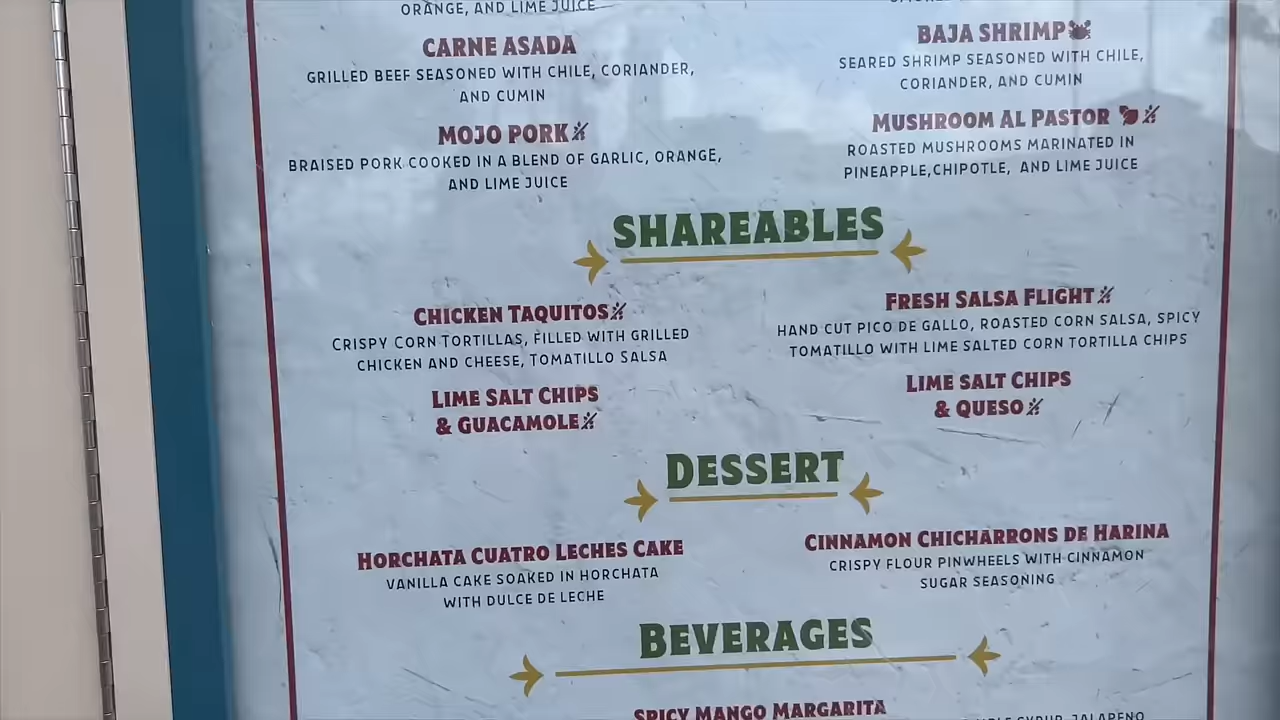 ORANGE, AND LIME JUICE
CARNE ASADA
GRILLED BEEF SEASONED WITH CHILE, CORIANDER,
AND CUMIN
MOJO PORK
BRAISED PORK COOKED IN A BLEND OF GARLIC, ORANGE,
AND LIME JUICE
BAJA SHRIMP
SEARED SHRIMP SEASONED WITH CHILE,
CORIANDER, AND CUMIN
MUSHROOM AL PASTOR
ROASTED MUSHROOMS MARINATED IN
PINEAPPLE,CHIPOTLE, AND LIME JUICE
SHAREABLES
CHICKEN TAQUITOS
CRISPY CORN TORTILLAS, FILLED WITH GRILLED
CHICKEN AND CHEESE, TOMATILLO SALSA
LIME SALT CHIPS
& GUACAMOLE
FRESH SALSA FLIGHT
HAND CUT PICO DE GALLO, ROASTED CORN SALSA, SPICY
TOMATILLO WITH LIME SALTED CORN TORTILLA CHIPS
LIME SALT CHIPS
& QUESO
DESSERT
HORCHATA CUATRO LECHES CAKE
VANILLA CAKE SOAKED IN HORCHATA
WITH DULCE DE LECHE
CINNAMON CHICHARRONS DE HARINA
CRISPY FLOUR PINWHEELS WITH CINNAMON
SUGAR SEASONING
BEVERAGES
SPICY MANGO MARGARITA
SYRUP, JALAPENO